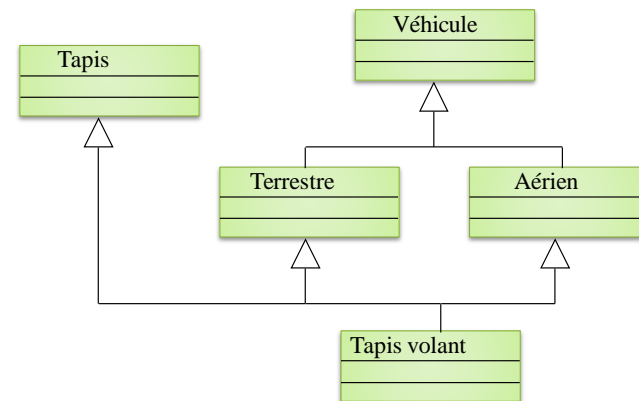 Véhicule
Tapis
Terrestre
Aérien
Tapis volant